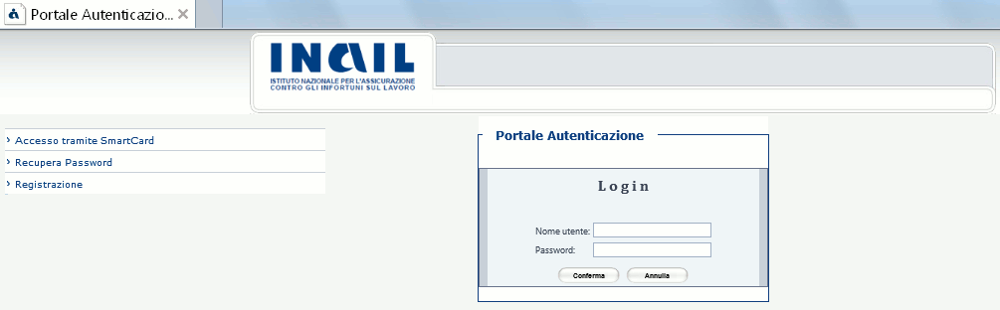 Portale Autenticazio...
INAIL
ISTITUTO NAZIONALE PER L'ASSICURAZIONE
CONTRO GLI INFORTUNI SUL LAVORO
Accesso tramite SmartCard
Recupera Password
Registrazione
Portale Autenticazione
Login
Nome utente:
Password:
Conferma Annulla